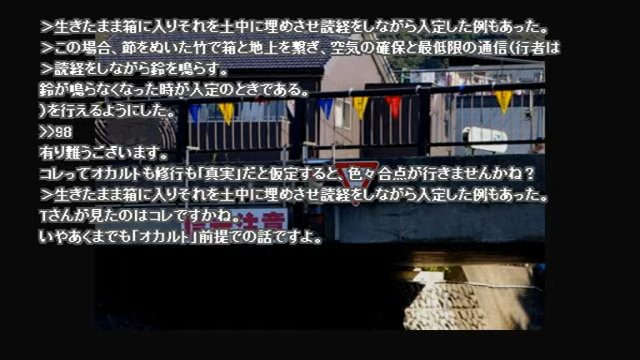 ＞生きたまま箱に入りそれを土中に埋めさせ読経をしながら入定した例もあった。
＞この場合、節をぬいた竹で箱と地上を繋ぎ、空気の確保と最低限の通信（行者は
＞読経をしながら鈴を鳴らす。
鈴が鳴らなくなった時が入定のときである。
）を行えるようにした。
>>98
有り難うございます。
コレってオカルトも修行も「真実」だと仮定すると、色々合点が行きませんかね？
＞生きたまま箱に入りそれを土中に埋めさせ読経をしながら入定した例もあった。
Tさんが見たのはコレですかね。
注意
いやあくまでも「オカルト」前提での話ですよ。